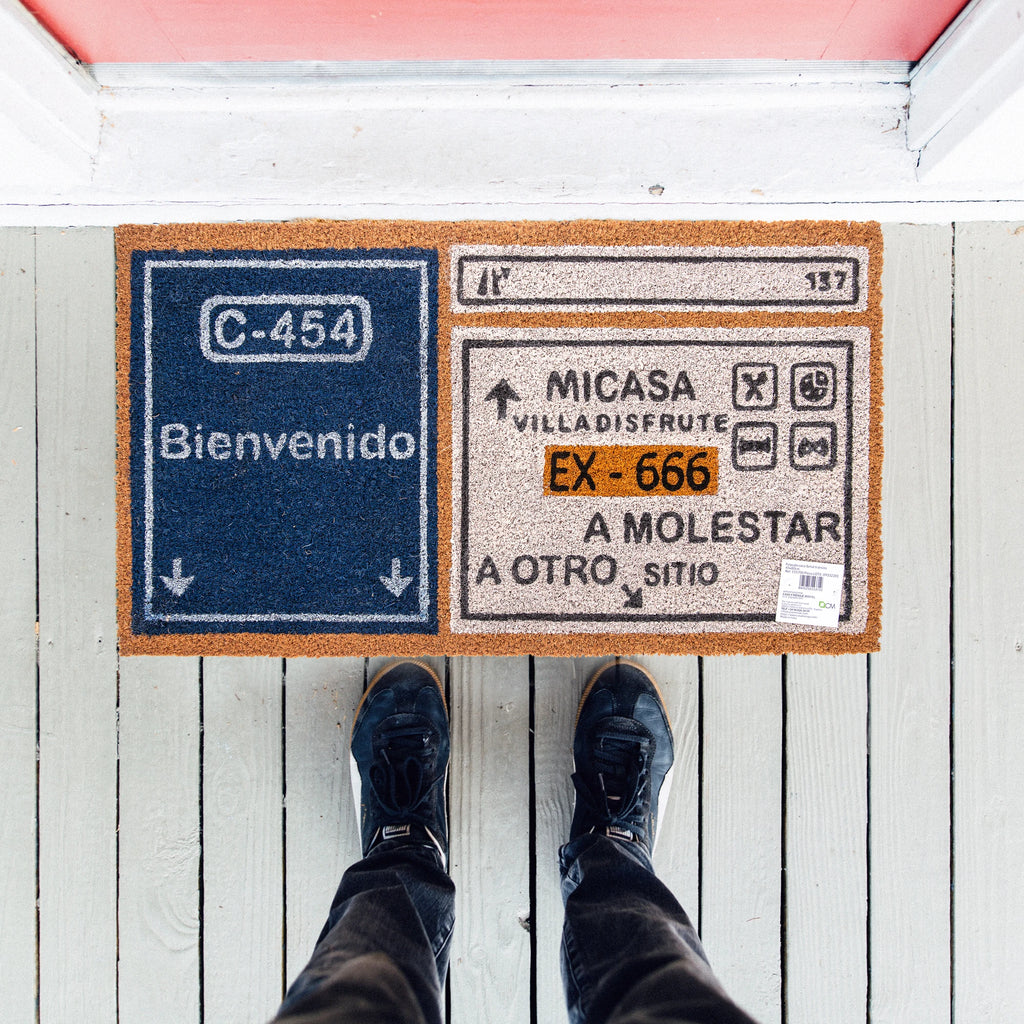 C-454
Bienvenido
137
MICASA
VILLADISFRUTE
EX - 666
A MOLESTAR
A OTRO SITIO